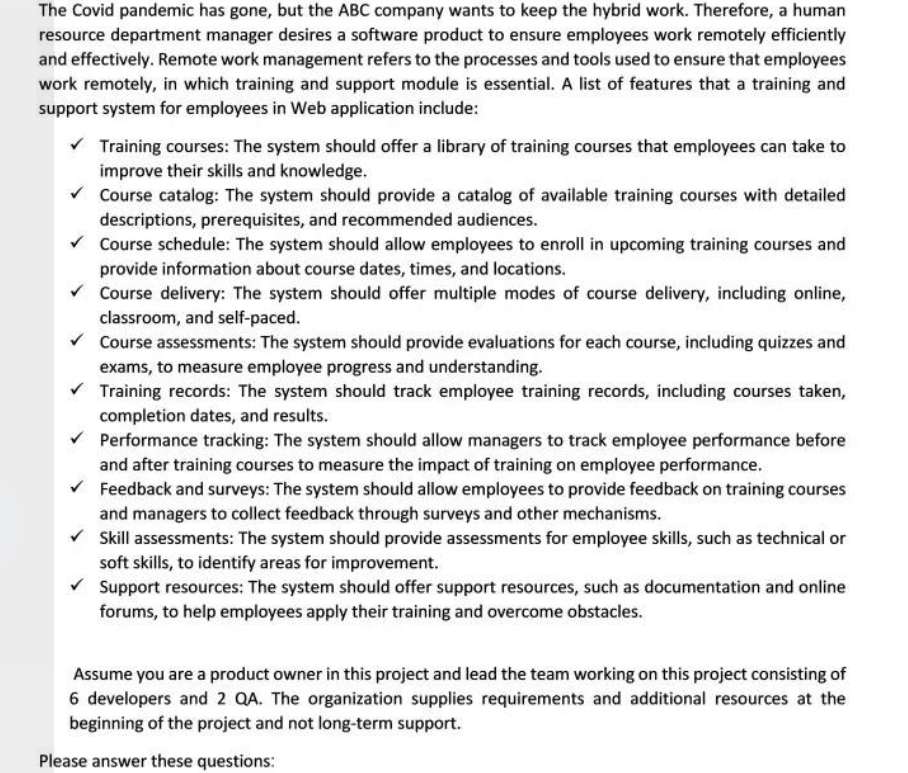 The Covid pandemic has gone, but the ABC company wants to keep the hybrid work. Therefore, a human
resource department manager desires a software product to ensure employees work remotely efficiently
and effectively. Remote work management refers to the processes and tools used to ensure that employees
work remotely, in which training and support module is essential. A list of features that a training and
support system for employees in Web application include:
✓ Training courses: The system should offer a library of training courses that employees can take to
improve their skills and knowledge.
✓ Course catalog: The system should provide a catalog of available training courses with detailed
descriptions, prerequisites, and recommended audiences.
✓ Course schedule: The system should allow employees to enroll in upcoming training courses and
provide information about course dates, times, and locations.
✓ Course delivery: The system should offer multiple modes of course delivery, including online,
classroom, and self-paced.
✓ Course assessments: The system should provide evaluations for each course, including quizzes and
exams, to measure employee progress and understanding.
✓ Training records: The system should track employee training records, including courses taken,
completion dates, and results.
✓ Performance tracking: The system should allow managers to track employee performance before
and after training courses to measure the impact of training on employee performance.
✓ Feedback and surveys: The system should allow employees to provide feedback on training courses
and managers to collect feedback through surveys and other mechanisms.
✓ Skill assessments: The system should provide assessments for employee skills, such as technical or
soft skills, to identify areas for improvement.
✓ Support resources: The system should offer support resources, such as documentation and online
forums, to help employees apply their training and overcome obstacles.
Assume you are a product owner in this project and lead the team working on this project consisting of
6 developers and 2 QA. The organization supplies requirements and additional resources at the
beginning of the project and not long-term support.
Please answer these questions: